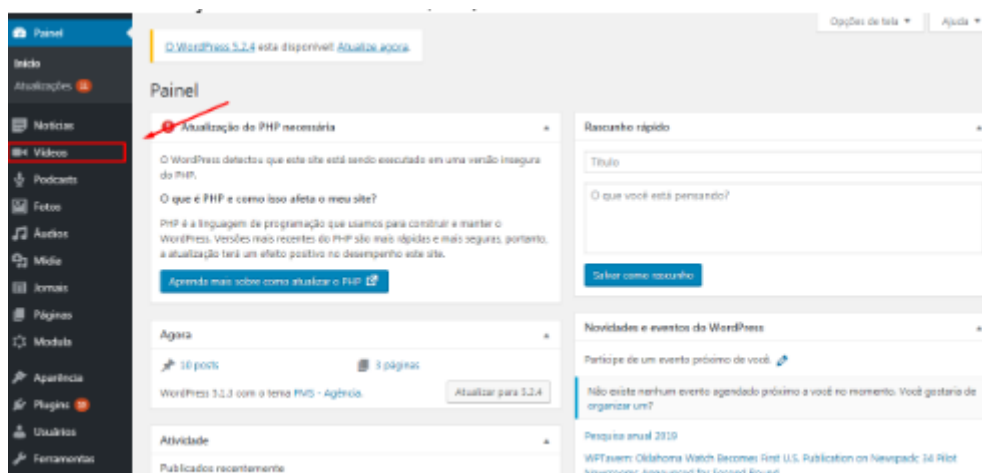 Opções de tela
Ajuda
Painel
Início
Atualizações
Notícias
Vídeos
Podcasts
Fotos
Áudios
Mídia
Jornais
Páginas
Modula
Aparência
Plugins
Usuários
Ferramentas
O WordPress 5.2.4 está disponível! Atualize agora.
Painel
Atualização do PHP necessária
O WordPress detectou que este site está sendo executado em uma versão insegura
do PHP.
O que é PHP e como isso afeta o meu site?
PHP é a linguagem de programação que usamos para construir e manter o
WordPress. Versões mais recentes do PHP são mais rápidas e mais seguras, portanto,
a atualização terá um efeito positivo no desempenho este site.
Aprenda mais sobre como atualizar o PHP
Agora
10 posts
3 páginas
WordPress 5.1.3 com o tema - Agência.
Atualizar para 5.2.4
Atividade
Publicados recentemente
Rascunho rápido
Título
O que você está pensando?
Salvar como rascunho
Novidades e eventos do WordPress
Participe de um evento próximo de você.
Não existe nenhum evento agendado próximo a você no momento. Você gostaria de
organizar um?
Pesquisa anual 2019
WPTavern: Oklahoma Watch Becomes First U.S. Publication on Newspack; 34 Pilot
Newsrooms Announced for Second Round